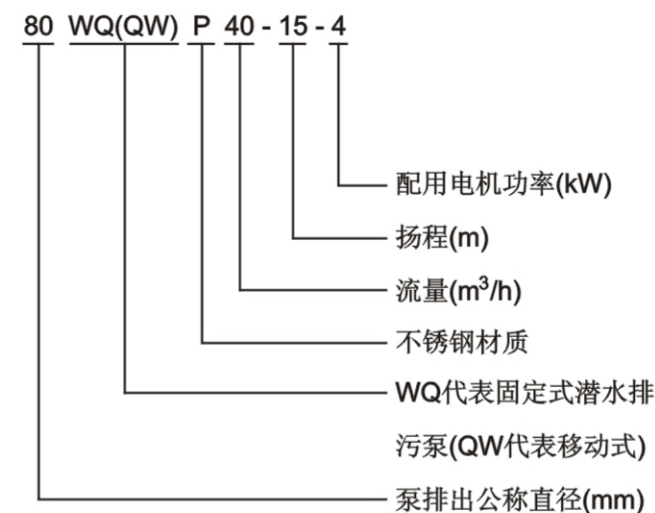 80 WQ(QW) P 40 - 15 - 4
配用电机功率(kW)
扬程(m)
流量(m³/h)
不锈钢材质
WQ代表固定式潜水排
污泵(QW代表移动式)
泵排出公称直径(mm)